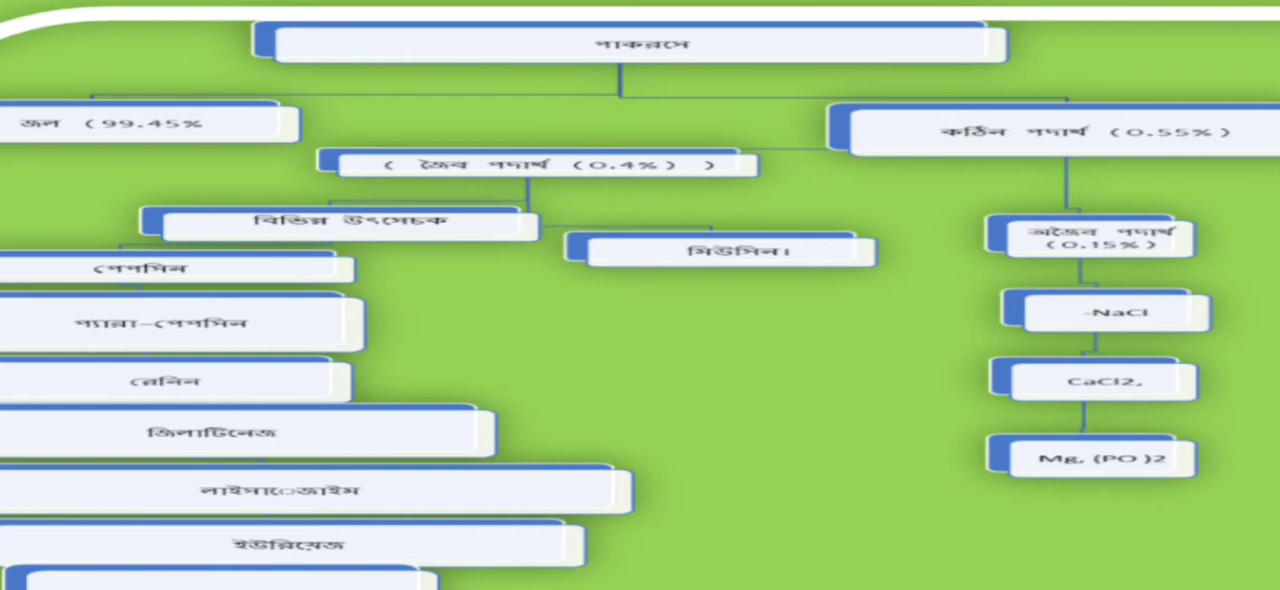 পাকরসে
জল (99.45%
কঠিন পদার্থ (0.55%)
( জৈব পদার্থ (0.4%) )
বিভিন্ন উৎসেচক
মিউসিন।
অজৈব পদার্থ
(0.15%)
পেপসিন
-NaCl
প্যারা-পেপসিন
রেনিন
CaCl2,
জিলাটিনেজ
Mg, (PO )2
লাইসােজাইম
ইউরিয়েজ